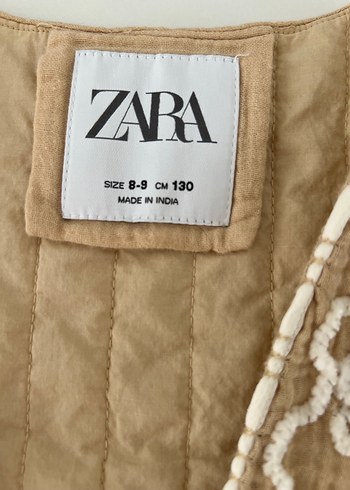 ZARA
SIZE 8-9 CM 130
MADE IN INDIA